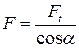 F = F_t / cosα